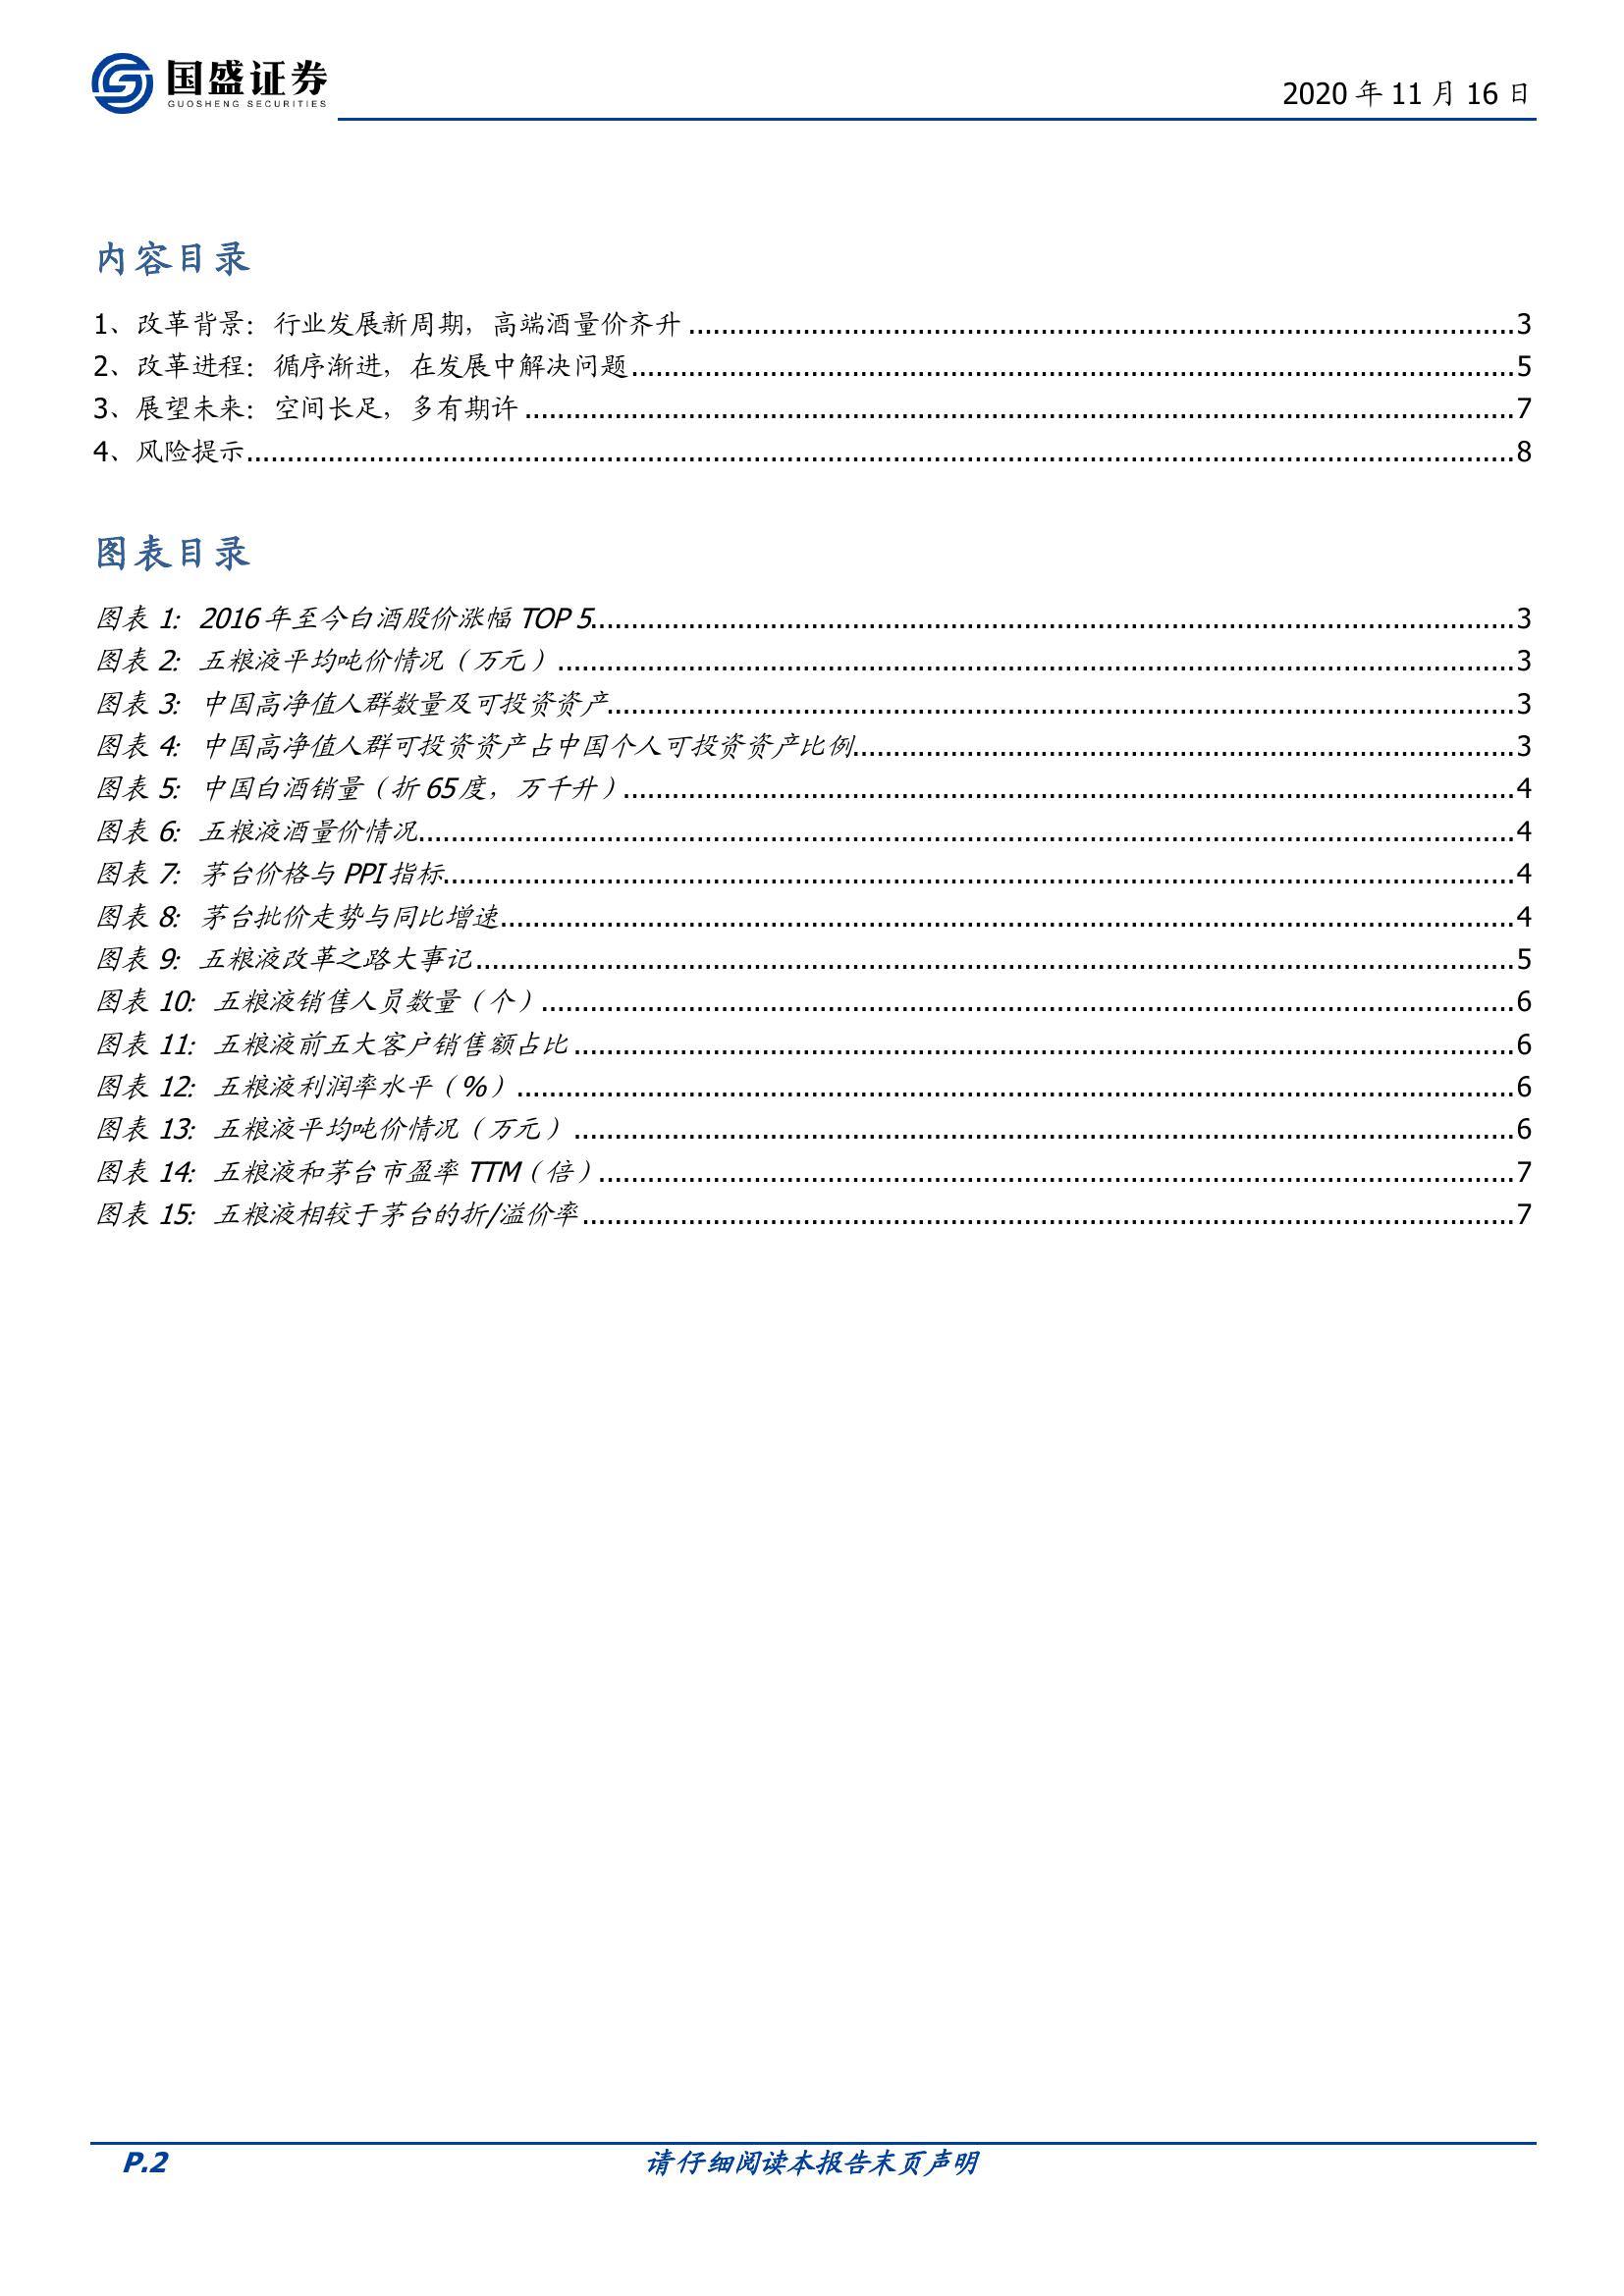 国盛证券
GUOSHENG SECURITIES
2020 年 11 月 16 日
内容目录
1、改革背景：行业发展新周期，高端酒量价齐升 ........ 3
2、改革进程：循序渐进，在发展中解决问题 ........ 5
3、展望未来：空间长足，多有期许 ........ 7
4、风险提示 ........ 8
图表目录
图表 1: 2016 年至今白酒股价涨幅 TOP 5 ........ 3
图表 2: 五粮液平均吨价情况（万元） ........ 3
图表 3: 中国高净值人群数量及可投资资产 ........ 3
图表 4: 中国高净值人群可投资资产占中国个人可投资资产比例 ........ 3
图表 5: 中国白酒销量（折 65 度，万千升） ........ 4
图表 6: 五粮液酒量价情况 ........ 4
图表 7: 茅台价格与 PPI 指标 ........ 4
图表 8: 茅台批价走势与同比增速 ........ 4
图表 9: 五粮液改革之路大事记 ........ 5
图表 10: 五粮液销售人员数量（个） ........ 6
图表 11: 五粮液前五大客户销售额占比 ........ 6
图表 12: 五粮液利润率水平（%） ........ 6
图表 13: 五粮液平均吨价情况（万元） ........ 6
图表 14: 五粮液和茅台市盈率 TTM（倍） ........ 7
图表 15: 五粮液相较于茅台的折/溢价率 ........ 7
P.2
请仔细阅读本报告末页声明